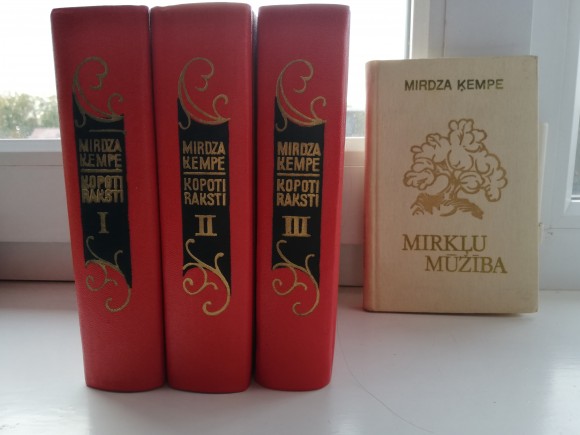 MIRDZA
ĶEMPE
KOPOTI
RAKSTI
I
MIRDZA
ĶEMPE
KOPOTI
RAKSTI
II
MIRDZA
ĶEMPE
KOPOTI
RAKSTI
III
MIRDZA ĶEMPE
MIRKĻU
MŪŽĪBA